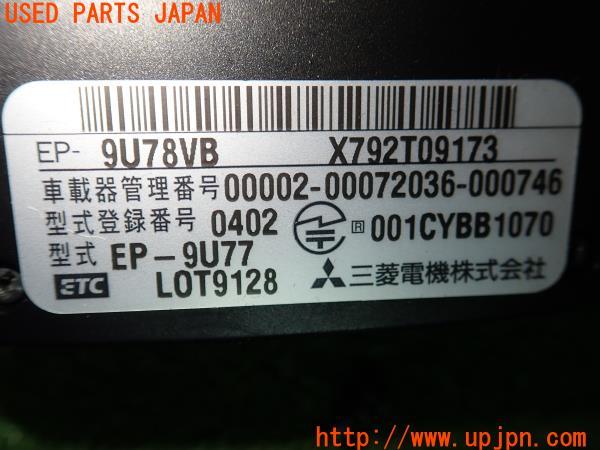 USED PARTS JAPAN
EP- 9U78VB X792T09173
車載器管理番号 00002-00072036-000746
型式登録番号 0402 R 001CYBB1070
型式 EP-9U77
ETC LOT9128 三菱電機株式会社
http://www.upjpn.com